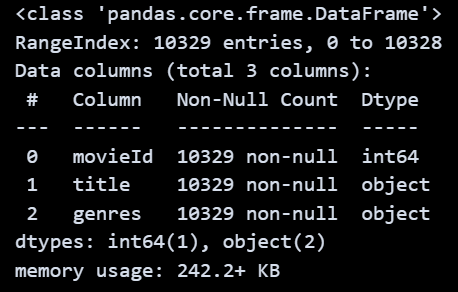 <class 'pandas.core.frame.DataFrame'>
RangeIndex: 10329 entries, 0 to 10328
Data columns (total 3 columns):
 #   Column   Non-Null Count  Dtype
---  ------   --------------  -----
 0   movieId  10329 non-null  int64
 1   title    10329 non-null  object
 2   genres   10329 non-null  object
dtypes: int64(1), object(2)
memory usage: 242.2+ KB